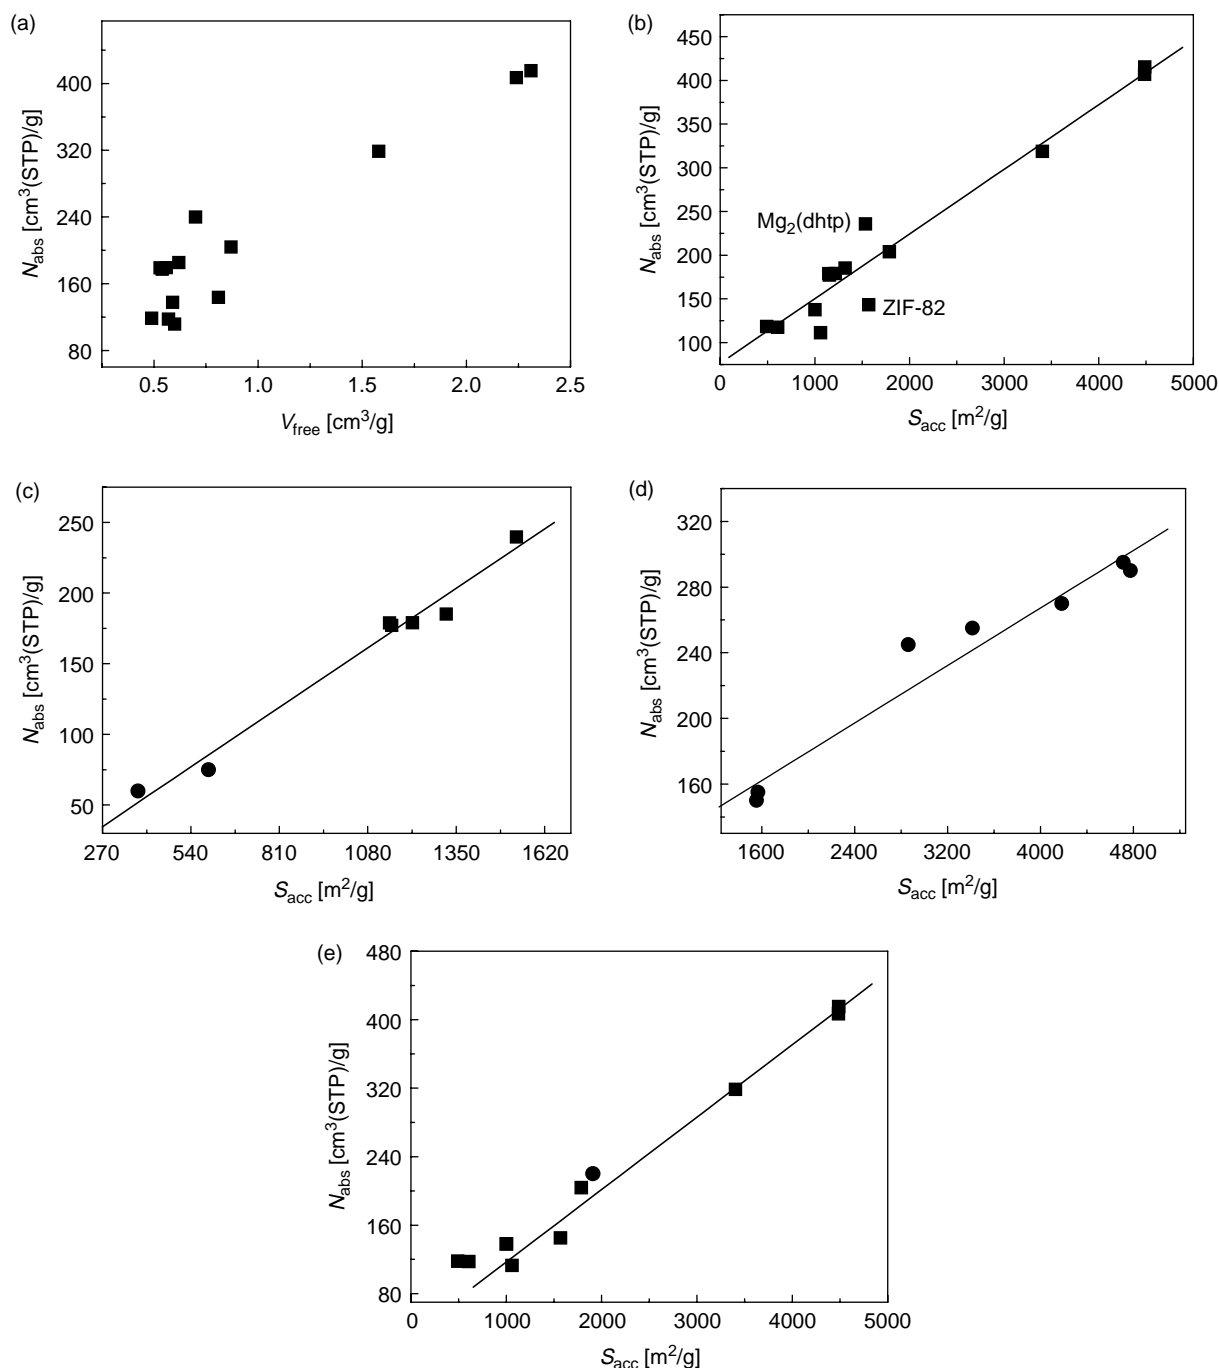 (a)
400
320
240
160
80
N_abs [cm³(STP)/g]
0.5 1.0 1.5 2.0 2.5
V_free [cm³/g]
(b)
450
400
350
300
250
200
150
100
N_abs [cm³(STP)/g]
Mg₂(dhtp)
ZIF-82
0 1000 2000 3000 4000 5000
S_acc [m²/g]
(c)
250
200
150
100
50
N_abs [cm³(STP)/g]
270 540 810 1080 1350 1620
S_acc [m²/g]
(d)
320
280
240
200
160
N_abs [cm³(STP)/g]
1600 2400 3200 4000 4800
S_acc [m²/g]
(e)
480
400
320
240
160
80
N_abs [cm³(STP)/g]
0 1000 2000 3000 4000 5000
S_acc [m²/g]